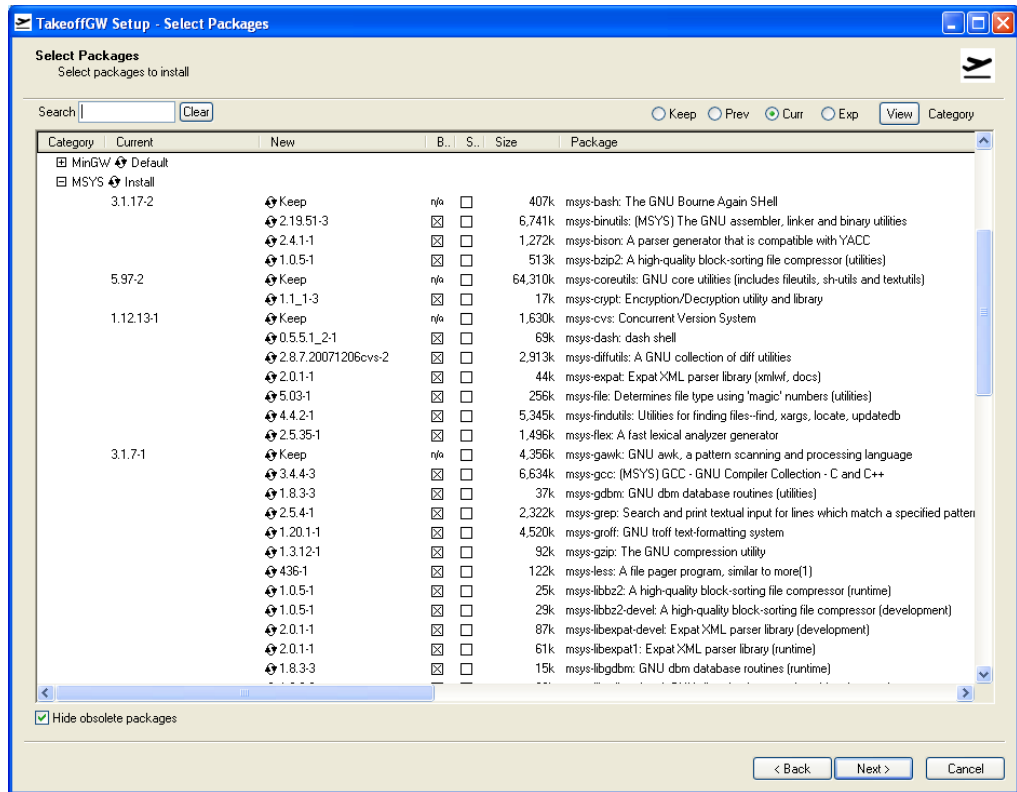 TakeoffGW Setup - Select Packages
Select Packages
Select packages to install
Search Clear Keep Prev Curr Exp View Category
Category Current New B.. S.. Size Package
MinGW Default
MSYS Install
3.1.17-2 Keep n/a 407k msys-bash: The GNU Bourne Again SHell
2.19.51-3 6,741k msys-binutils: (MSYS) The GNU assembler, linker and binary utilities
2.4.1-1 1,272k msys-bison: A parser generator that is compatible with YACC
1.0.5-1 513k msys-bzip2: A high-quality block-sorting file compressor (utilities)
5.97-2 Keep n/a 64,310k msys-coreutils: GNU core utilities (includes fileutils, sh-utils and textutils)
1.1_1-3 17k msys-crypt: Encryption/Decryption utility and library
1.12.13-1 Keep n/a 1,630k msys-cvs: Concurrent Version System
0.5.5.1_2-1 69k msys-dash: dash shell
2.8.7.20071206cvs-2 2,913k msys-diffutils: A GNU collection of diff utilities
2.0.1-1 44k msys-expat: Expat XML parser library (xmlwf, docs)
5.03-1 256k msys-file: Determines file type using 'magic' numbers (utilities)
4.4.2-1 5,345k msys-findutils: Utilities for finding files--find, xargs, locate, updatedb
2.5.35-1 1,496k msys-flex: A fast lexical analyzer generator
3.1.7-1 Keep n/a 4,356k msys-gawk: GNU awk, a pattern scanning and processing language
3.4.4-3 6,634k msys-gcc: (MSYS) GCC - GNU Compiler Collection - C and C++
1.8.3-3 37k msys-gdbm: GNU dbm database routines (utilities)
2.5.4-1 2,322k msys-grep: Search and print textual input for lines which match a specified patter
1.20.1-1 4,520k msys-groff: GNU troff text-formatting system
1.3.12-1 92k msys-gzip: The GNU compression utility
436-1 122k msys-less: A file pager program, similar to more(1)
1.0.5-1 25k msys-libbz2: A high-quality block-sorting file compressor (runtime)
1.0.5-1 29k msys-libbz2-devel: A high-quality block-sorting file compressor (development)
2.0.1-1 87k msys-libexpat-devel: Expat XML parser library (development)
2.0.1-1 61k msys-libexpat1: Expat XML parser library (runtime)
1.8.3-3 15k msys-libgdbm: GNU dbm database routines (runtime)
Hide obsolete packages
< Back Next > Cancel